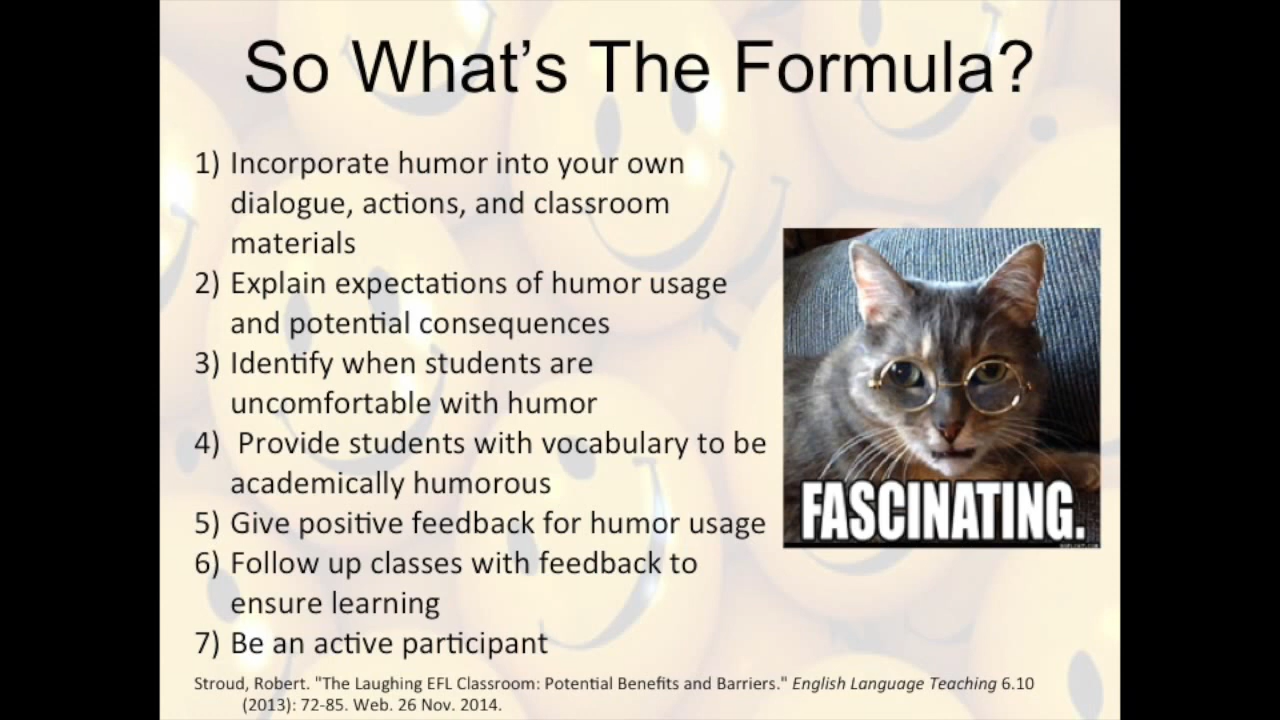 So What's The Formula?
1) Incorporate humor into your own
dialogue, actions, and classroom
materials
2) Explain expectations of humor usage
and potential consequences
3) Identify when students are
uncomfortable with humor
4) Provide students with vocabulary to be
academically humorous
5) Give positive feedback for humor usage
6) Follow up classes with feedback to
ensure learning
7) Be an active participant
FASCINATING.
Stroud, Robert. "The Laughing EFL Classroom: Potential Benefits and Barriers." English Language Teaching 6.10
(2013): 72-85. Web. 26 Nov. 2014.